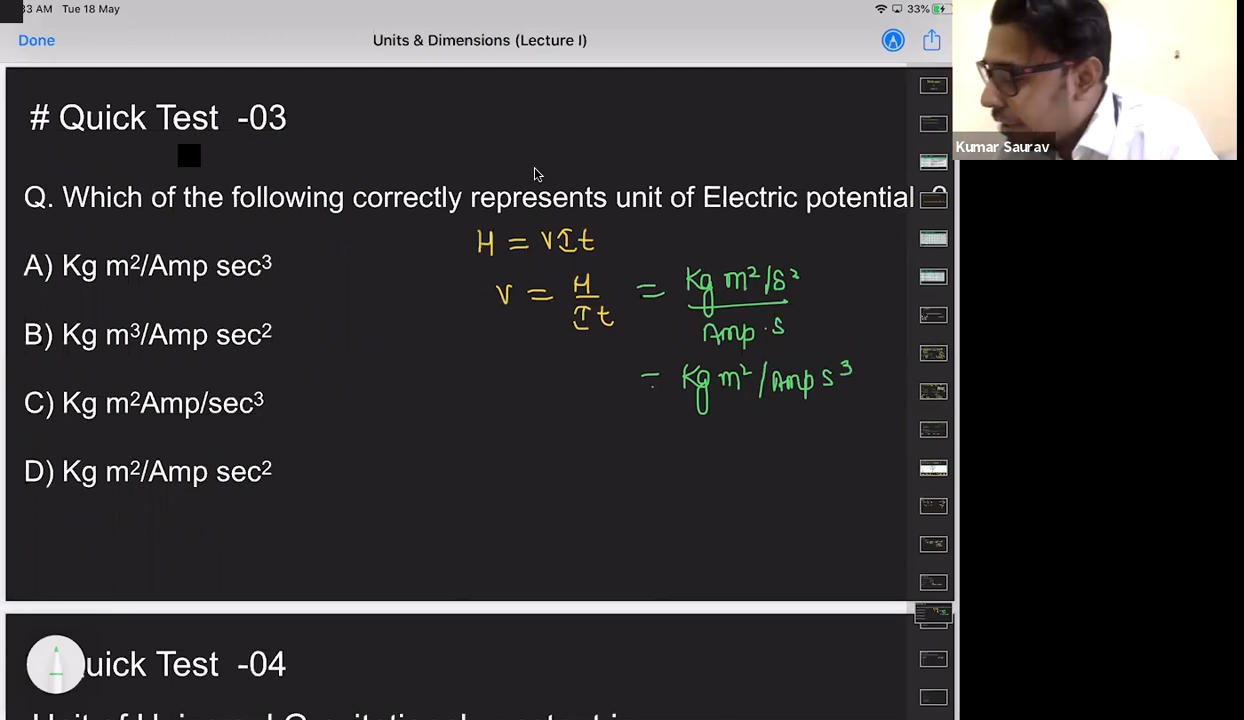 33 AM Tue 18 May
33%
Done
Units & Dimensions (Lecture I)
# Quick Test -03
Kumar Saurav
Q. Which of the following correctly represents unit of Electric potential
H = VIt
A) Kg m²/Amp sec³
V = H/It = Kg m²/s² / Amp · s
B) Kg m³/Amp sec²
= Kg m² / Amp s³
C) Kg m²Amp/sec³
D) Kg m²/Amp sec²
uick Test -04